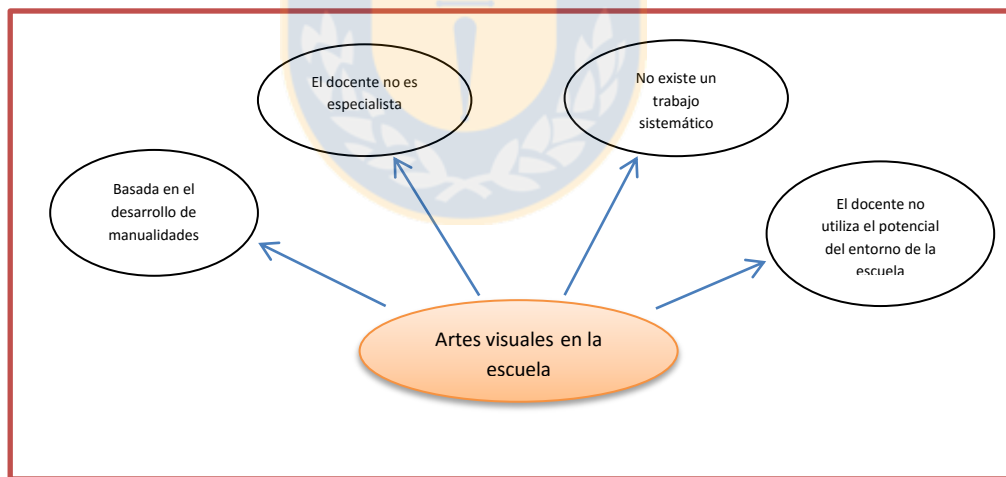 El docente no es
especialista
No existe un
trabajo
sistemático
Basada en el
desarrollo de
manualidades
El docente no
utiliza el potencial
del entorno de la
escuela
Artes visuales en la
escuela